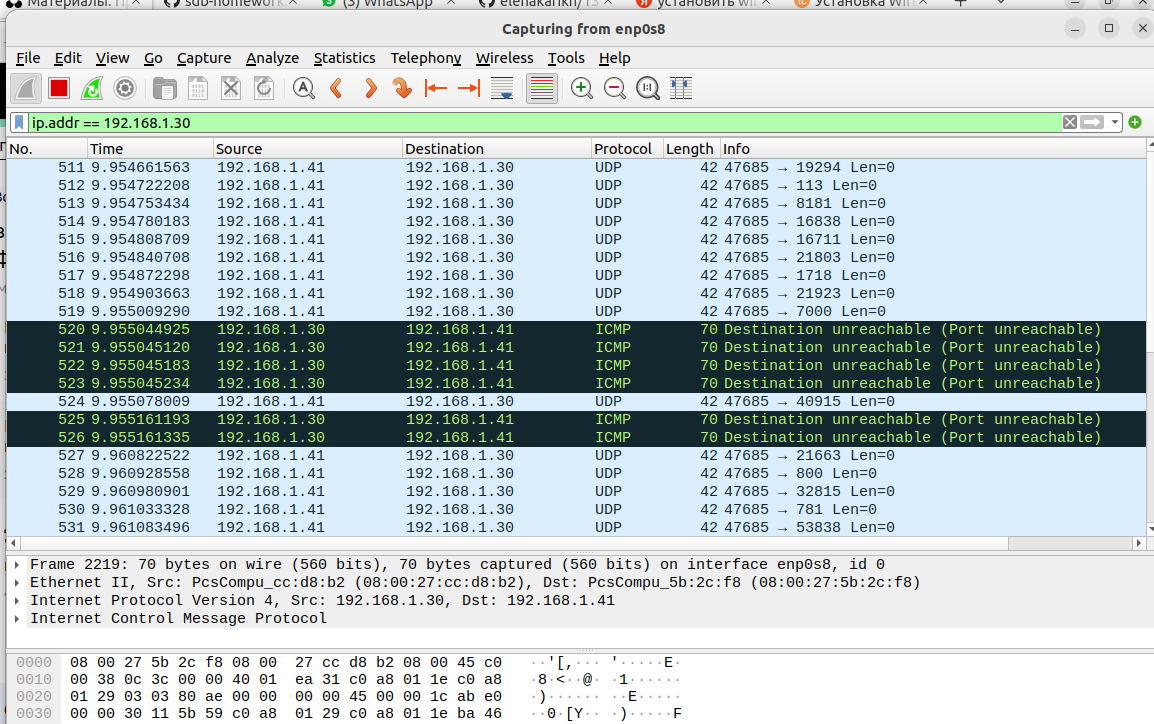 Материалы.
sdb-homework
(3) WhatsApp
elenakarikh/
установить wi
Установка Wir
Capturing from enp0s8
File Edit View Go Capture Analyze Statistics Telephony Wireless Tools Help
ip.addr == 192.168.1.30
No. Time Source Destination Protocol Length Info
511 9.954661563 192.168.1.41 192.168.1.30 UDP 42 47685 → 19294 Len=0
512 9.954722208 192.168.1.41 192.168.1.30 UDP 42 47685 → 113 Len=0
513 9.954753434 192.168.1.41 192.168.1.30 UDP 42 47685 → 8181 Len=0
514 9.954780183 192.168.1.41 192.168.1.30 UDP 42 47685 → 16838 Len=0
515 9.954808709 192.168.1.41 192.168.1.30 UDP 42 47685 → 16711 Len=0
516 9.954840708 192.168.1.41 192.168.1.30 UDP 42 47685 → 21803 Len=0
517 9.954872298 192.168.1.41 192.168.1.30 UDP 42 47685 → 1718 Len=0
518 9.954903663 192.168.1.41 192.168.1.30 UDP 42 47685 → 21923 Len=0
519 9.955009290 192.168.1.41 192.168.1.30 UDP 42 47685 → 7000 Len=0
520 9.955044925 192.168.1.30 192.168.1.41 ICMP 70 Destination unreachable (Port unreachable)
521 9.955045120 192.168.1.30 192.168.1.41 ICMP 70 Destination unreachable (Port unreachable)
522 9.955045183 192.168.1.30 192.168.1.41 ICMP 70 Destination unreachable (Port unreachable)
523 9.955045234 192.168.1.30 192.168.1.41 ICMP 70 Destination unreachable (Port unreachable)
524 9.955078009 192.168.1.41 192.168.1.30 UDP 42 47685 → 40915 Len=0
525 9.955161193 192.168.1.30 192.168.1.41 ICMP 70 Destination unreachable (Port unreachable)
526 9.955161335 192.168.1.30 192.168.1.41 ICMP 70 Destination unreachable (Port unreachable)
527 9.960822522 192.168.1.41 192.168.1.30 UDP 42 47685 → 21663 Len=0
528 9.960928558 192.168.1.41 192.168.1.30 UDP 42 47685 → 800 Len=0
529 9.960980901 192.168.1.41 192.168.1.30 UDP 42 47685 → 32815 Len=0
530 9.961033328 192.168.1.41 192.168.1.30 UDP 42 47685 → 781 Len=0
531 9.961083496 192.168.1.41 192.168.1.30 UDP 42 47685 → 53838 Len=0
Frame 2219: 70 bytes on wire (560 bits), 70 bytes captured (560 bits) on interface enp0s8, id 0
Ethernet II, Src: PcsCompu_cc:d8:b2 (08:00:27:cc:d8:b2), Dst: PcsCompu_5b:2c:f8 (08:00:27:5b:2c:f8)
Internet Protocol Version 4, Src: 192.168.1.30, Dst: 192.168.1.41
Internet Control Message Protocol
0000 08 00 27 5b 2c f8 08 00 27 cc d8 b2 08 00 45 c0 ··'[,··· '·····E·
0010 00 38 0c 3c 00 00 40 01 ea 31 c0 a8 01 1e c0 a8 ·8·<··@· ·1······
0020 01 29 03 03 80 ae 00 00 00 00 45 00 00 1c ab e0 ·)······ ··E·····
0030 00 00 30 11 5b 59 c0 a8 01 29 c0 a8 01 1e ba 46 ··0·[Y·· ·)·····F